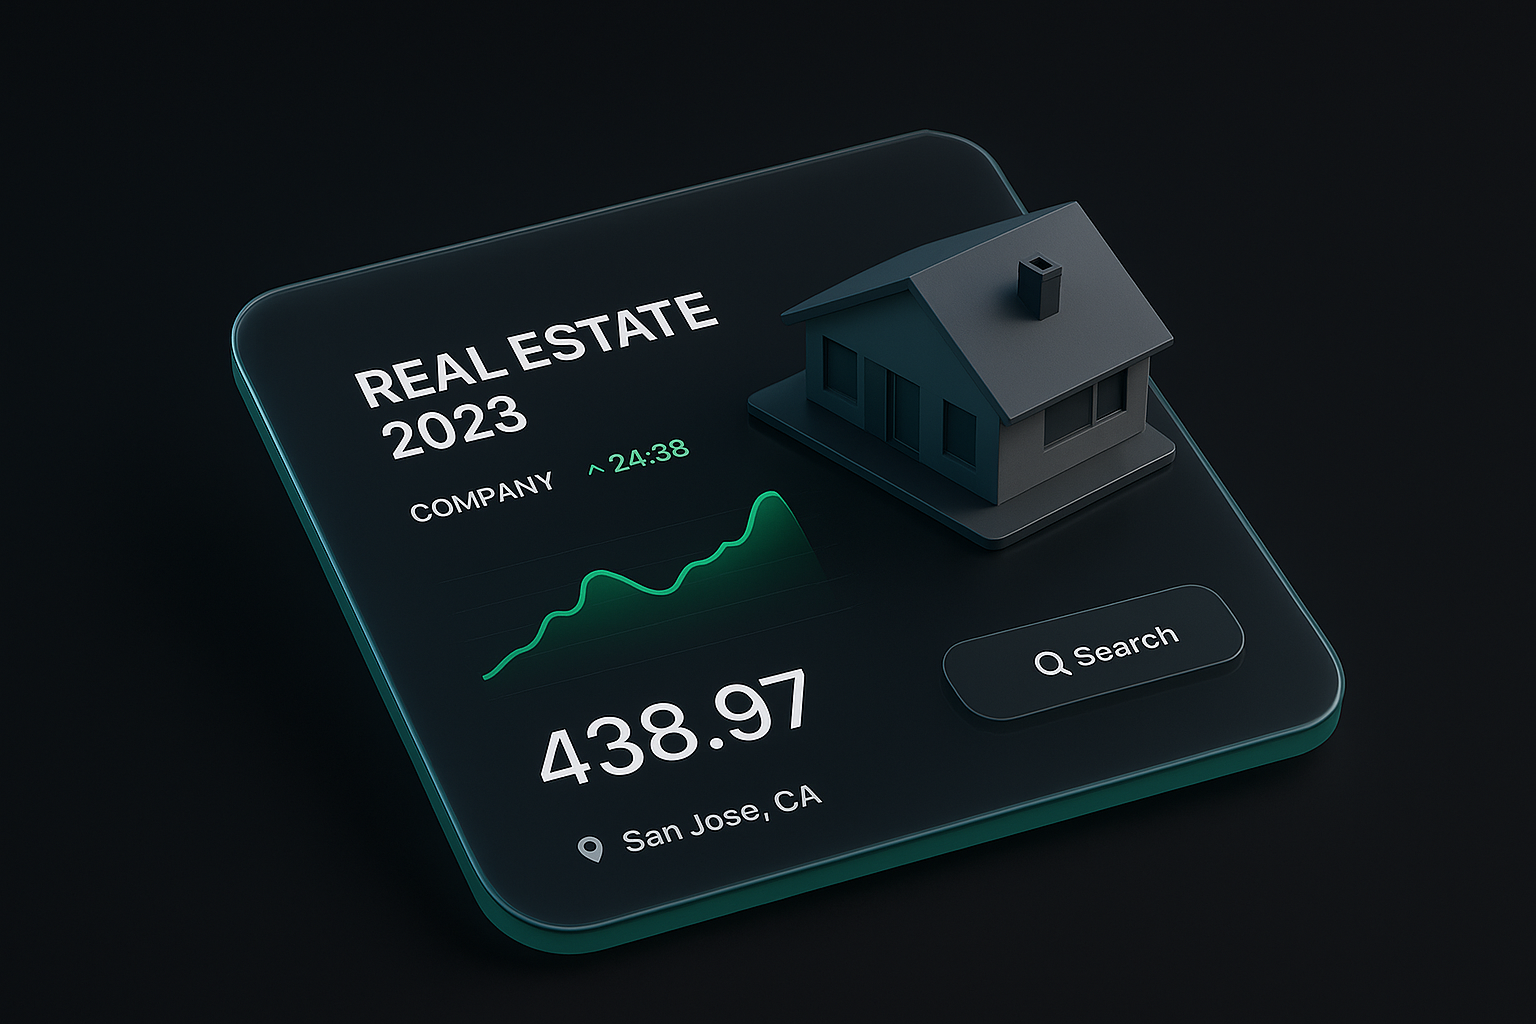 REAL ESTATE
2023
COMPANY ^ 24:38
438.97
San Jose, CA
Search